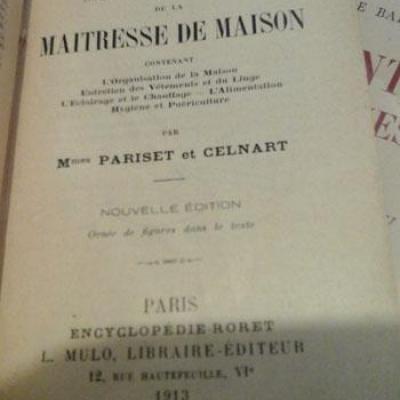 DE LA
MAITRESSE DE MAISON
CONTENANT
L'Organisation de la Maison
Entretien des Vêtements et du Linge
L'Eclairage et le Chauffage — L'Alimentation
Hygiène et Puériculture
PAR
Mmes PARISET et CELNART
NOUVELLE ÉDITION
Ornée de figures dans le texte
PARIS
ENCYCLOPÉDIE-RORET
L. MULO, LIBRAIRE-ÉDITEUR
12, RUE HAUTEFEUILLE, VIe
1913